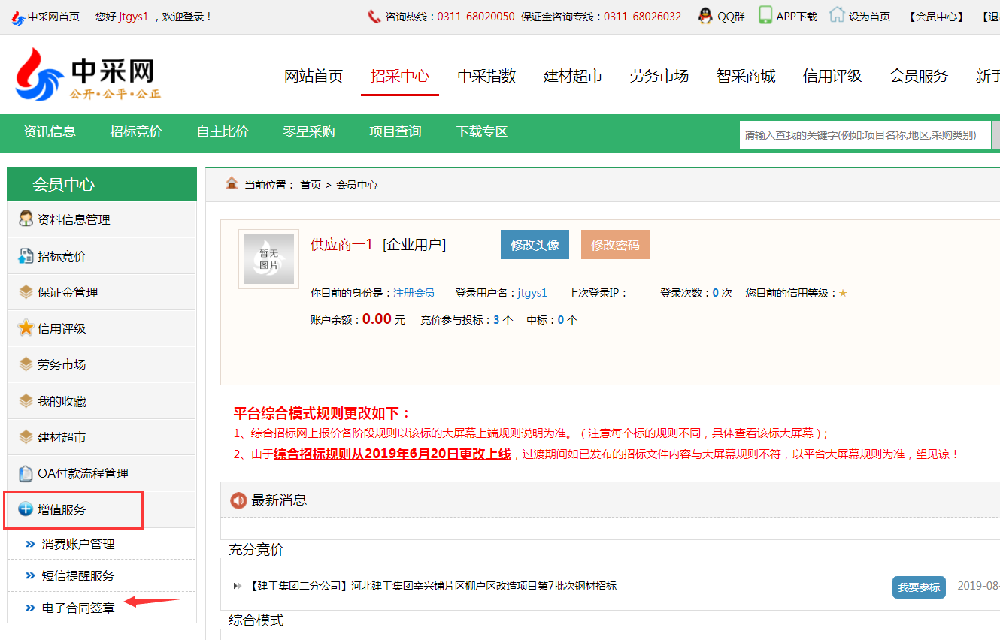 中采网首页 您好 jtgys1 ，欢迎登录！ 咨询热线：0311-68020050 保证金咨询专线：0311-68026032 QQ群 APP下载 设为首页 【会员中心】 【退
中采网
公开·公平·公正
网站首页 招采中心 中采指数 建材超市 劳务市场 智采商城 信用评级 会员服务 新手
资讯信息 招标竞价 自主比价 零星采购 项目查询 下载专区 请输入查找的关键字(例如:项目名称,地区,采购类别)
会员中心
资料信息管理
招标竞价
保证金管理
信用评级
劳务市场
我的收藏
建材超市
OA付款流程管理
增值服务
消费账户管理
短信提醒服务
电子合同签章
当前位置： 首页 > 会员中心
暂无
图片
供应商一1 [企业用户] 修改头像 修改密码
你目前的身份是：注册会员 登录用户名：jtgys1 上次登录IP： 登录次数：0 次 您目前的信用等级：★
账户余额：0.00 元 竞价参与投标：3 个 中标：0 个
平台综合模式规则更改如下：
1、综合招标网上报价各阶段规则以该标的大屏幕上端规则说明为准。（注意每个标的规则不同，具体查看该标大屏幕）；
2、由于综合招标规则从2019年6月20日更改上线，过渡期间如已发布的招标文件内容与大屏幕规则不符，以平台大屏幕规则为准，望见谅！
最新消息
充分竞价
【建工集团二分公司】河北建工集团辛兴铺片区棚户区改造项目第7批次钢材招标 我要参标 2019-08-
综合模式